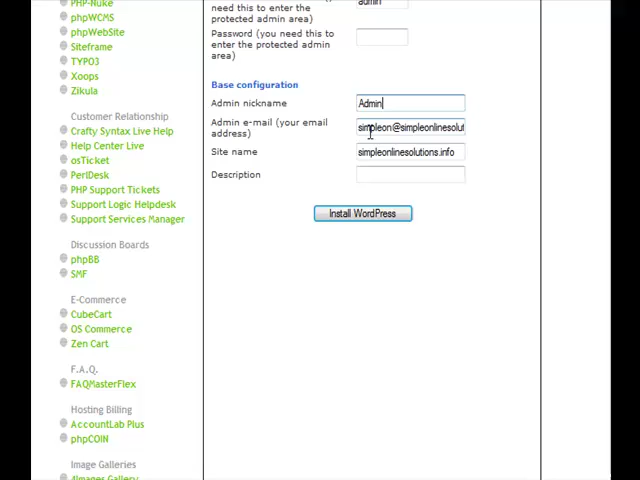 PHP-Nuke
phpWCMS
phpWebSite
Siteframe
TYPO3
Xoops
Zikula
Customer Relationship
Crafty Syntax Live Help
Help Center Live
osTicket
PerlDesk
PHP Support Tickets
Support Logic Helpdesk
Support Services Manager
Discussion Boards
phpBB
SMF
E-Commerce
CubeCart
OS Commerce
Zen Cart
F.A.Q.
FAQMasterFlex
Hosting Billing
AccountLab Plus
phpCOIN
Image Galleries
4Images Gallery
need this to enter the
protected admin area)
admin
Password (you need this to
enter the protected admin
area)
Base configuration
Admin nickname
Admin
Admin e-mail (your email
address)
simpleon@simpleonlinesolut
Site name
simpleonlinesolutions.info
Description
Install WordPress